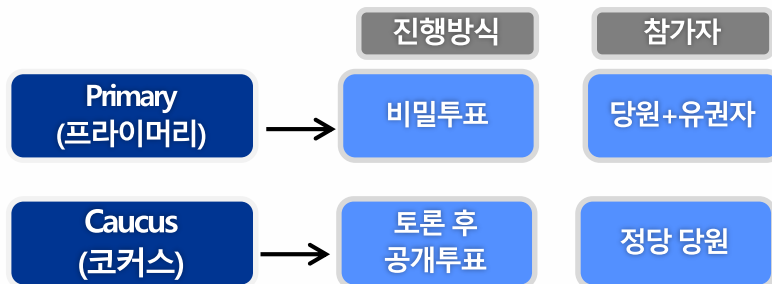 진행방식
참가자
Primary
(프라이머리)
비밀투표
당원+유권자
Caucus
(코커스)
토론 후
공개투표
정당 당원